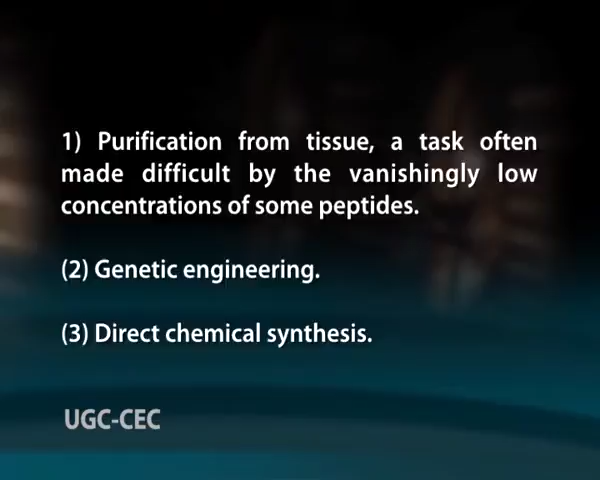 1) Purification from tissue, a task often
made difficult by the vanishingly low
concentrations of some peptides.
(2) Genetic engineering.
(3) Direct chemical synthesis.
UGC-CEC